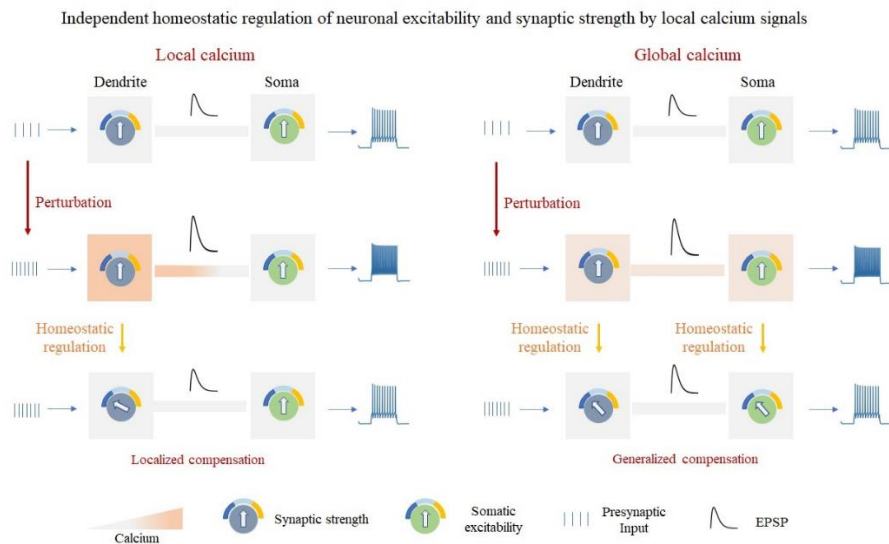 Independent homeostatic regulation of neuronal excitability and synaptic strength by local calcium signals
Local calcium
Global calcium
Dendrite
Soma
Dendrite
Soma
Perturbation
Perturbation
Homeostatic
regulation
Homeostatic
regulation
Homeostatic
regulation
Localized compensation
Generalized compensation
Calcium
Synaptic strength
Somatic
excitability
Presynaptic
Input
EPSP